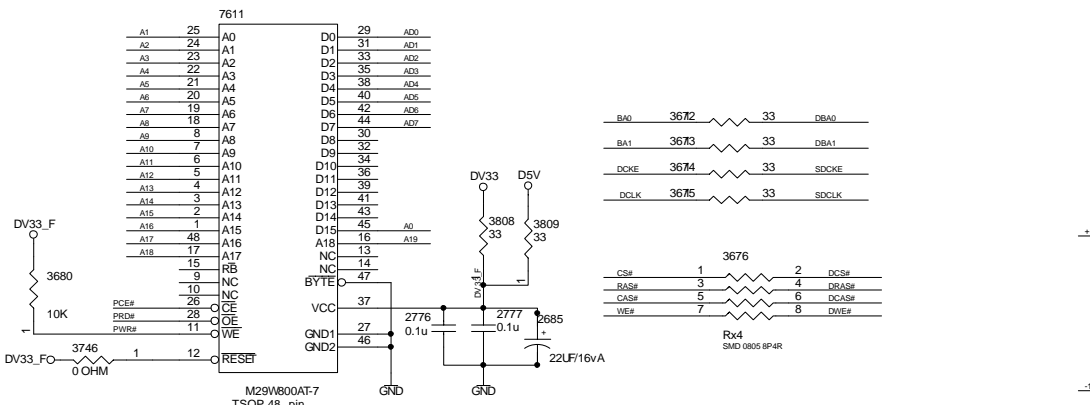 7611
A1 25 A0 D0 29 AD0
A2 24 A1 D1 31 AD1
A3 23 A2 D2 33 AD2
A4 22 A3 D3 35 AD3
A5 21 A4 D4 38 AD4
A6 20 A5 D5 40 AD5
A7 19 A6 D6 42 AD6
A8 18 A7 D7 44 AD7
A9 8 A8 D8 30
A10 7 A9 D9 32
A11 6 A10 D10 34
A12 5 A11 D11 36
A13 4 A12 D12 39
A14 3 A13 D13 41
A15 2 A14 D14 43
A16 1 A15 D15 45 A0
A17 48 A16 A18 16 A19
A18 17 A17 NC 13
15 RB NC 14
9 NC BYTE 47
10 NC
PCE# 26 CE VCC 37
PRD# 28 OE
PWR# 11 WE GND1 27
GND2 46
12 RESET
M29W800AT-7
TSOP 48 pin
DV33_F
3680
10K
1
DV33_F 3746 1
0 OHM
DV33 D5V
3808
33
3809
33
1
1
DV33_F
2776
0.1u
2777
0.1u
2685
+
22UF/16vA
GND GND
BA0 33 DBA0
BA1 33 DBA1
DCKE 33 SDCKE
DCLK 33 SDCLK
3676
CS# 1 2 DCS#
RAS# 3 4 DRAS#
CAS# 5 6 DCAS#
WE# 7 8 DWE#
Rx4
SMD 0805 8P4R
+